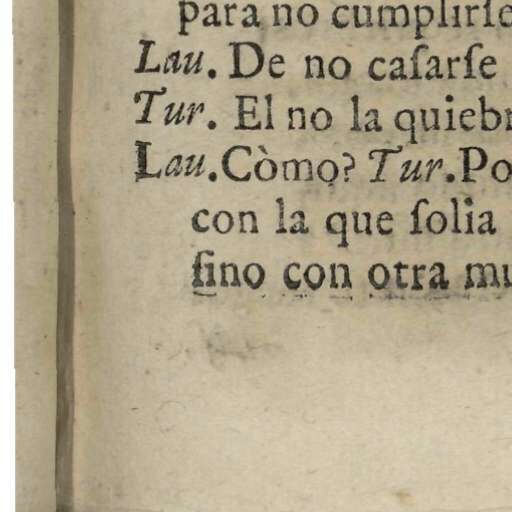 para no cumplirſe
Lau. De no caſarſe
Tur. El no la quiebr
Lau. Còmo? Tur. Po
con la que ſolia
ſino con otra mu